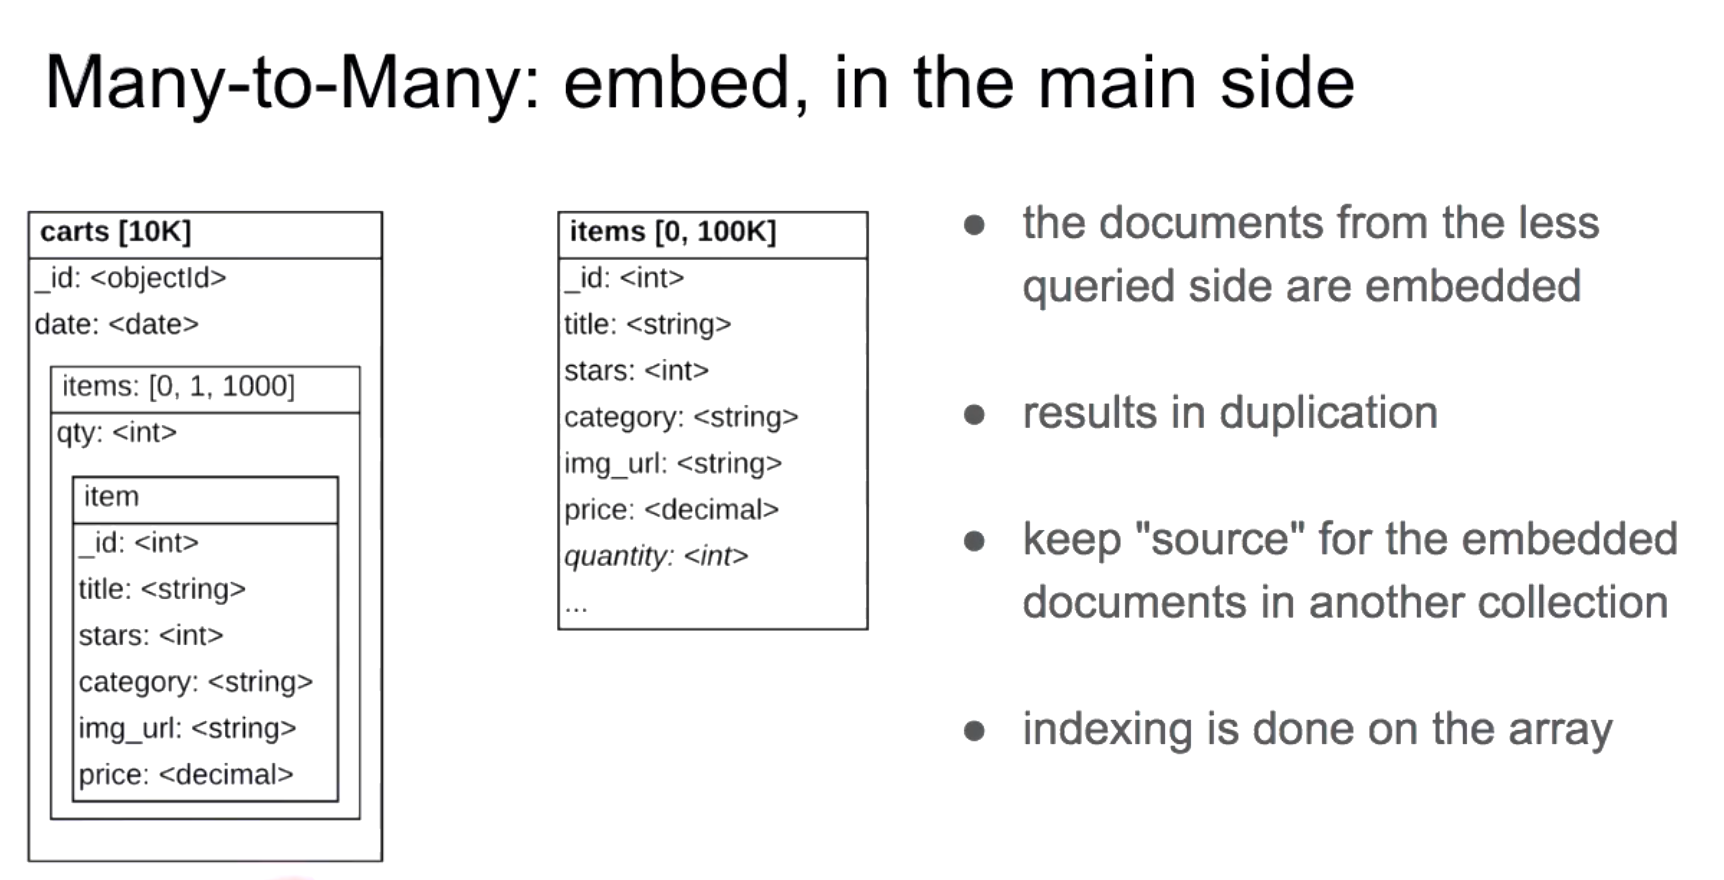 Many-to-Many: embed, in the main side
carts [10K]
_id: <objectId>
date: <date>
items: [0, 1, 1000]
qty: <int>
item
_id: <int>
title: <string>
stars: <int>
category: <string>
img_url: <string>
price: <decimal>
items [0, 100K]
_id: <int>
title: <string>
stars: <int>
category: <string>
img_url: <string>
price: <decimal>
quantity: <int>
...
● the documents from the less
queried side are embedded
● results in duplication
● keep "source" for the embedded
documents in another collection
● indexing is done on the array